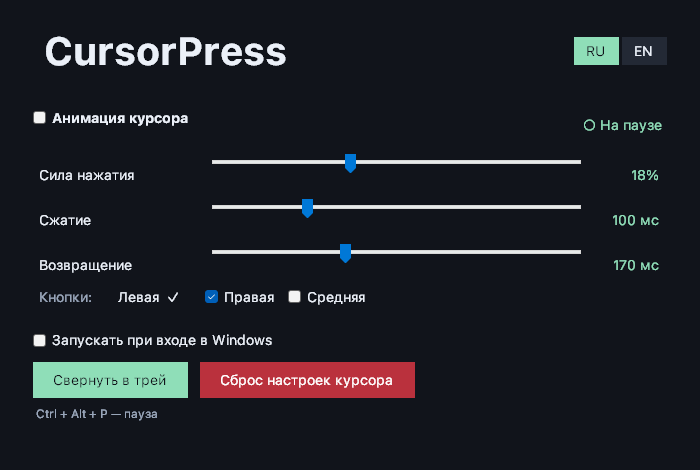 CursorPress
RU EN
Анимация курсора
На паузе
Сила нажатия 18%
Сжатие 100 мс
Возвращение 170 мс
Кнопки: Левая ✓ Правая Средняя
Запускать при входе в Windows
Свернуть в трей Сброс настроек курсора
Ctrl + Alt + P — пауза